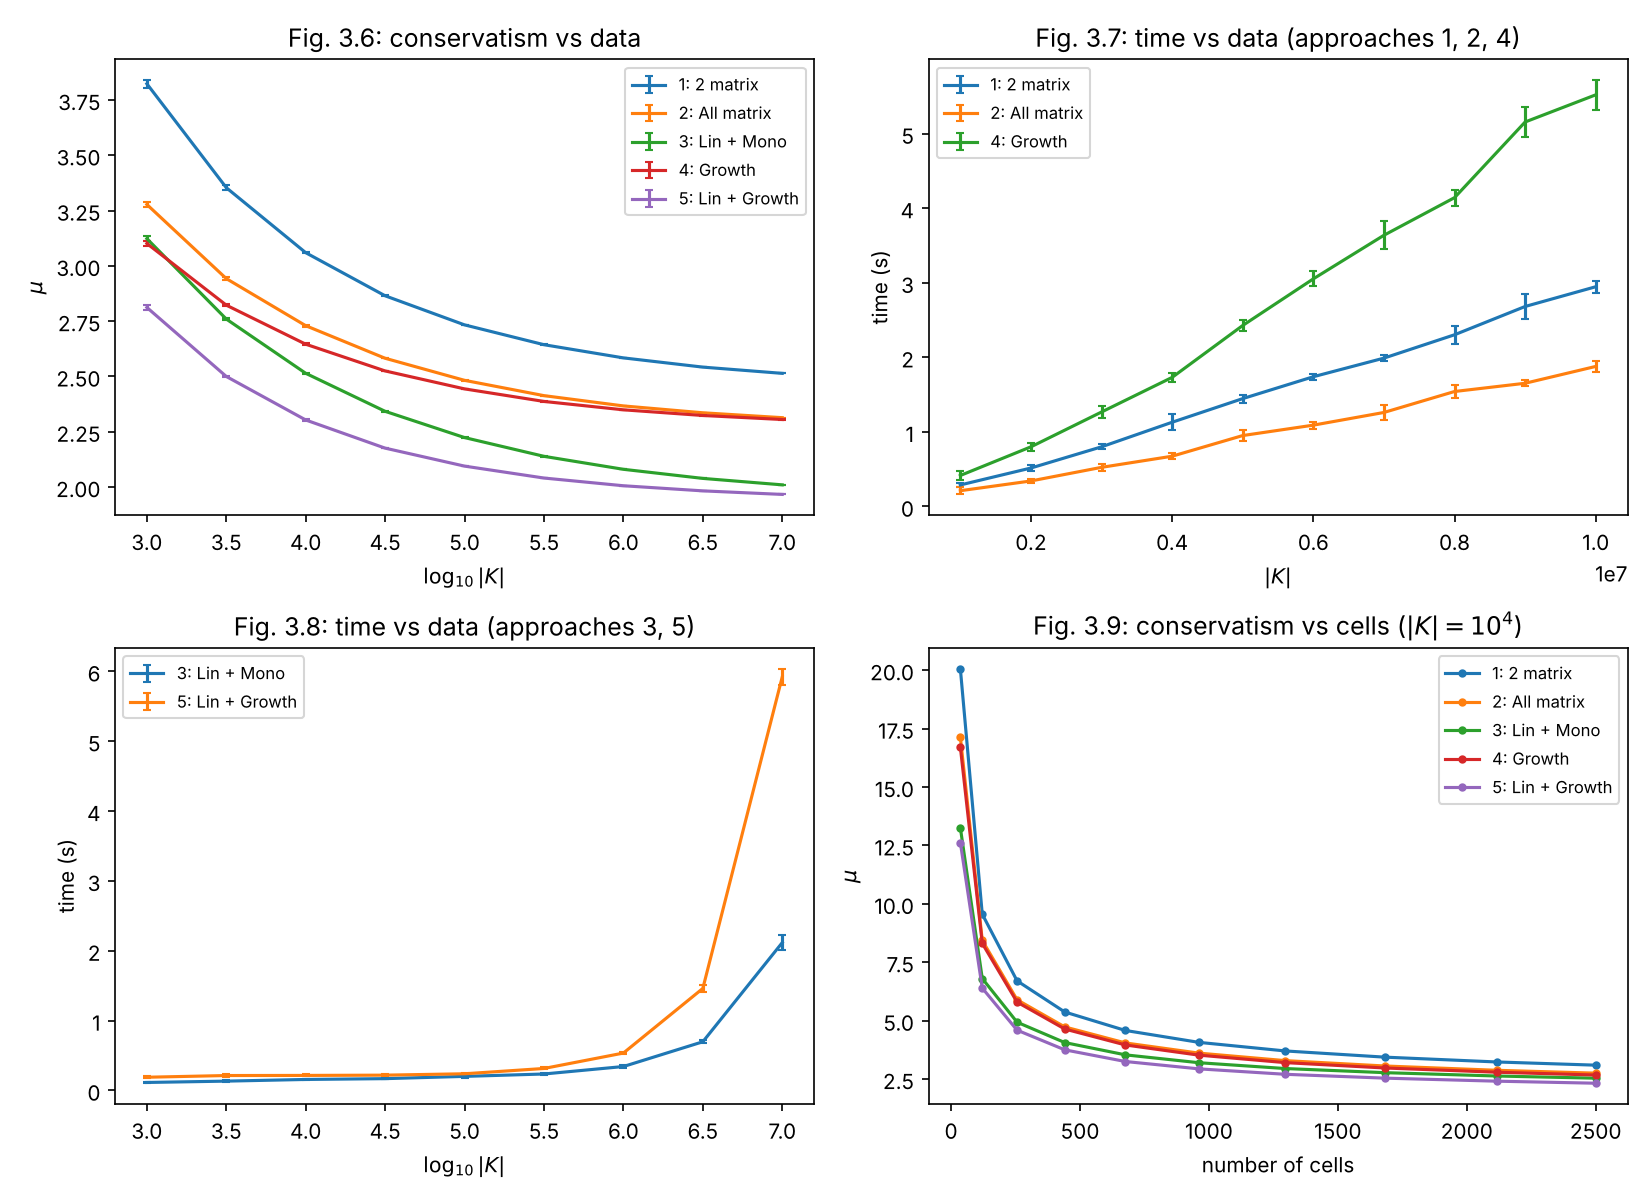 Fig. 3.6: conservatism vs data
3.75
3.50
3.25
3.00
2.75
2.50
2.25
2.00
μ
1: 2 matrix
2: All matrix
3: Lin + Mono
4: Growth
5: Lin + Growth
3.0 3.5 4.0 4.5 5.0 5.5 6.0 6.5 7.0
log₁₀ |K|
Fig. 3.7: time vs data (approaches 1, 2, 4)
5
4
3
2
1
0
time (s)
1: 2 matrix
2: All matrix
4: Growth
0.2 0.4 0.6 0.8 1.0
1e7
|K|
Fig. 3.8: time vs data (approaches 3, 5)
6
5
4
3
2
1
0
time (s)
3: Lin + Mono
5: Lin + Growth
3.0 3.5 4.0 4.5 5.0 5.5 6.0 6.5 7.0
log₁₀ |K|
Fig. 3.9: conservatism vs cells (|K| = 10⁴)
20.0
17.5
15.0
12.5
10.0
7.5
5.0
2.5
μ
1: 2 matrix
2: All matrix
3: Lin + Mono
4: Growth
5: Lin + Growth
0 500 1000 1500 2000 2500
number of cells